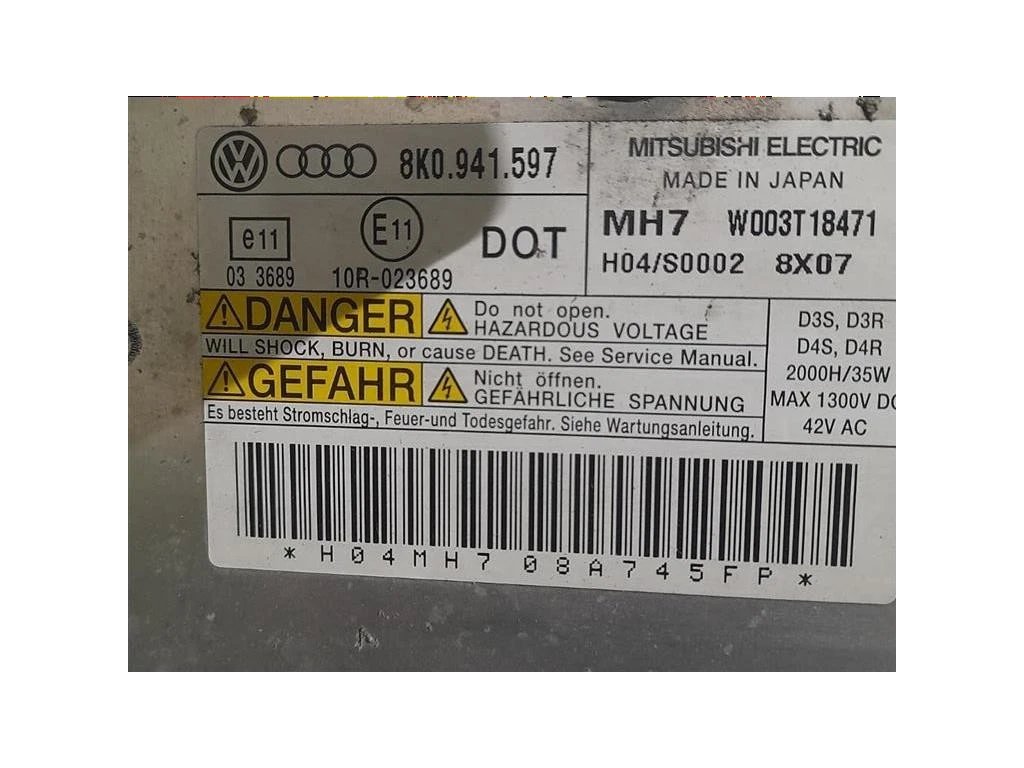 8K0.941.597
MITSUBISHI ELECTRIC
MADE IN JAPAN
e11
E11
DOT
03 3689
10R-023689
MH7 W003T18471
H04/S0002 8X07
DANGER
Do not open.
HAZARDOUS VOLTAGE
WILL SHOCK, BURN, or cause DEATH. See Service Manual.
GEFAHR
Nicht öffnen.
GEFÄHRLICHE SPANNUNG
Es besteht Stromschlag-, Feuer-und Todesgefahr. Siehe Wartungsanleitung.
D3S, D3R
D4S, D4R
2000H/35W
MAX 1300V DC
42V AC
*H04MH708A745FP*